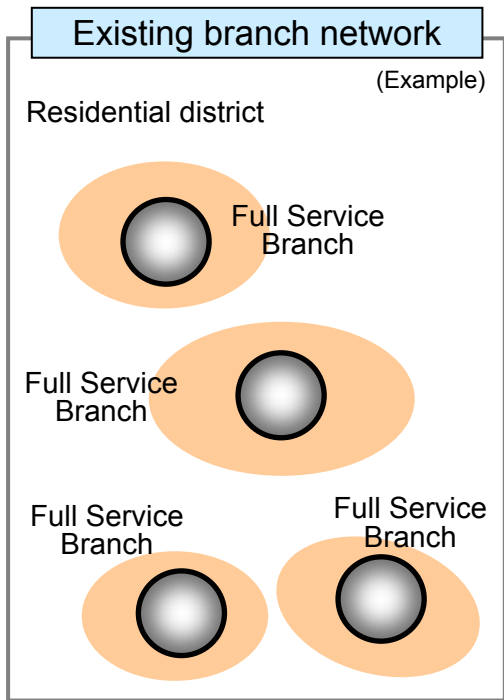 Existing branch network
(Example)
Residential district
Full Service
Branch
Full Service
Branch
Full Service
Branch
Full Service
Branch